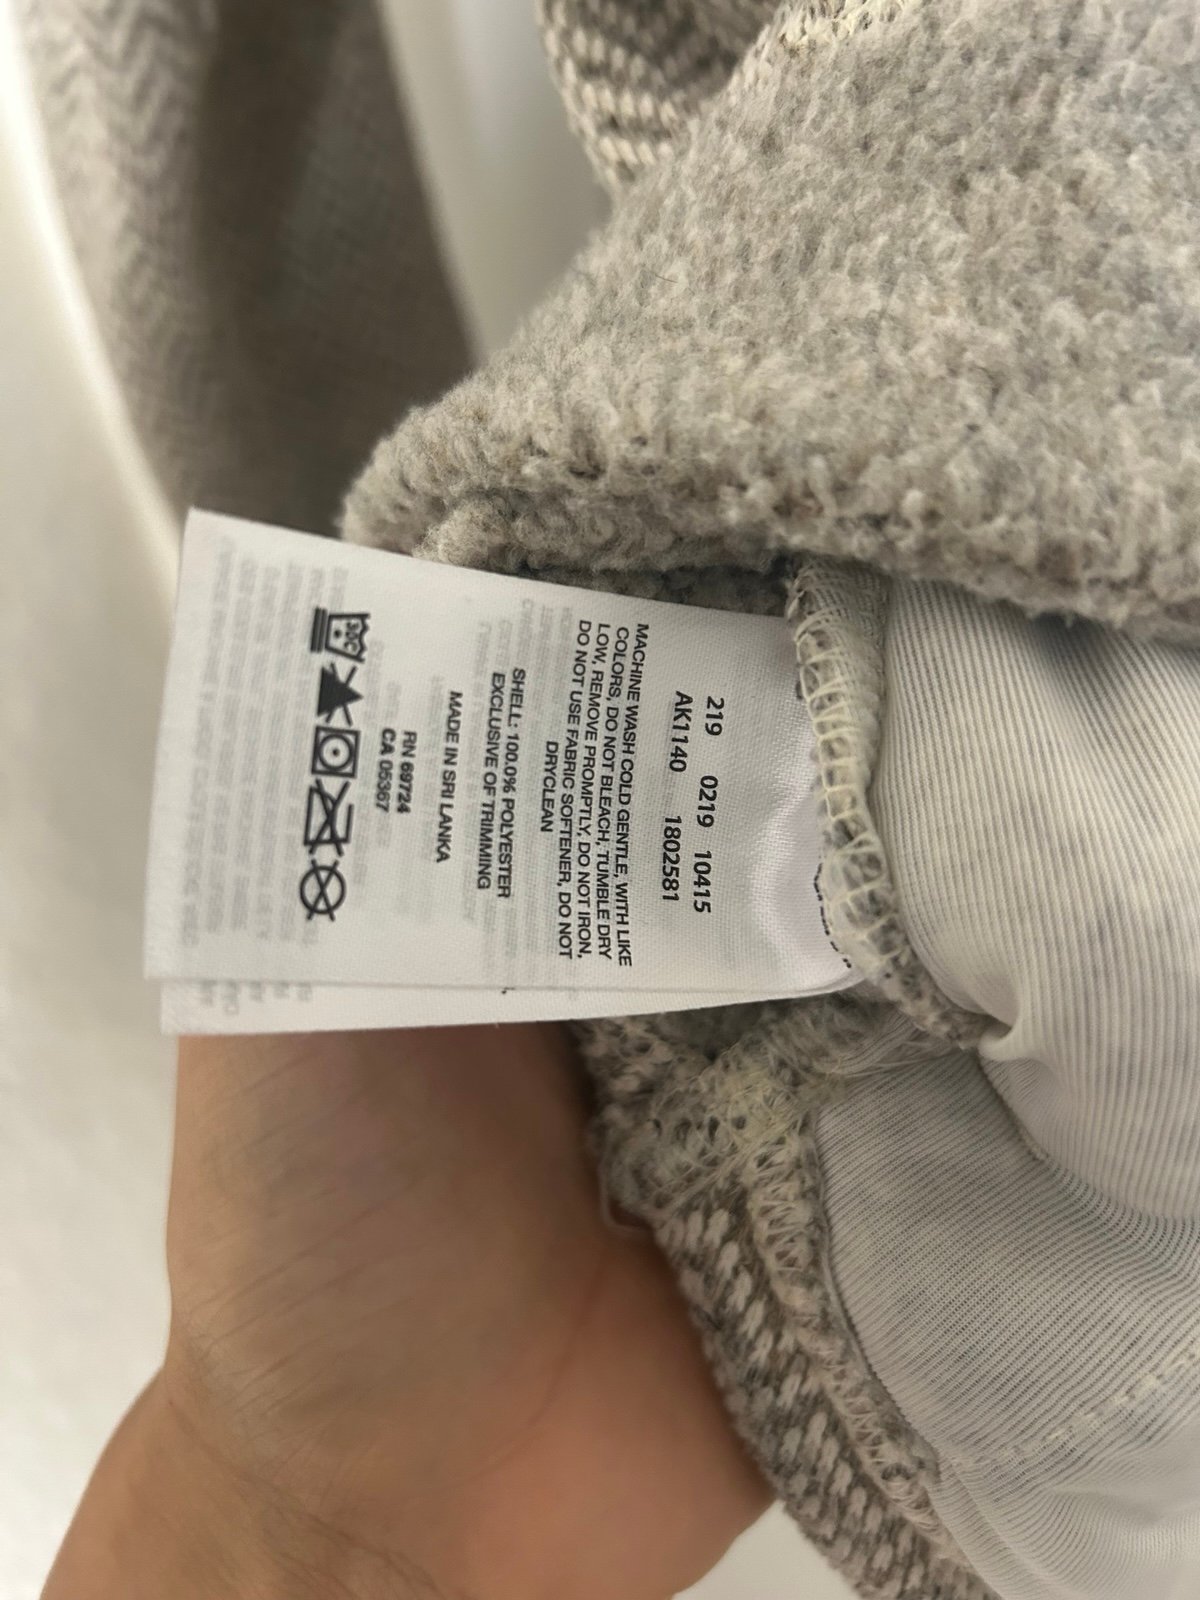 219 0219 10415
AK1140 1802581
MACHINE WASH COLD GENTLE, WITH LIKE
COLORS, DO NOT BLEACH, TUMBLE DRY
LOW, REMOVE PROMPTLY, DO NOT IRON,
DO NOT USE FABRIC SOFTENER, DO NOT
DRYCLEAN
SHELL: 100.0% POLYESTER
EXCLUSIVE OF TRIMMING
MADE IN SRI LANKA
RN 69724
CA 05367
30C